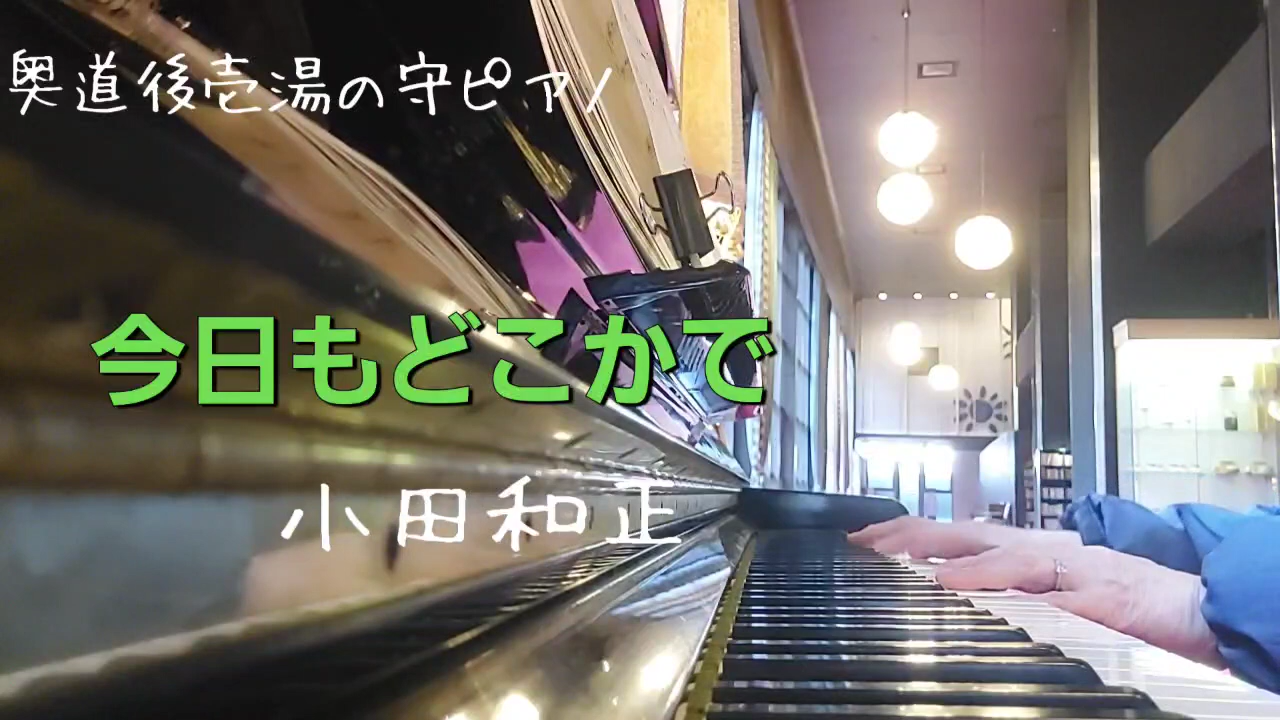 奥道後壱湯の守ピアノ
今日もどこかで
小田和正